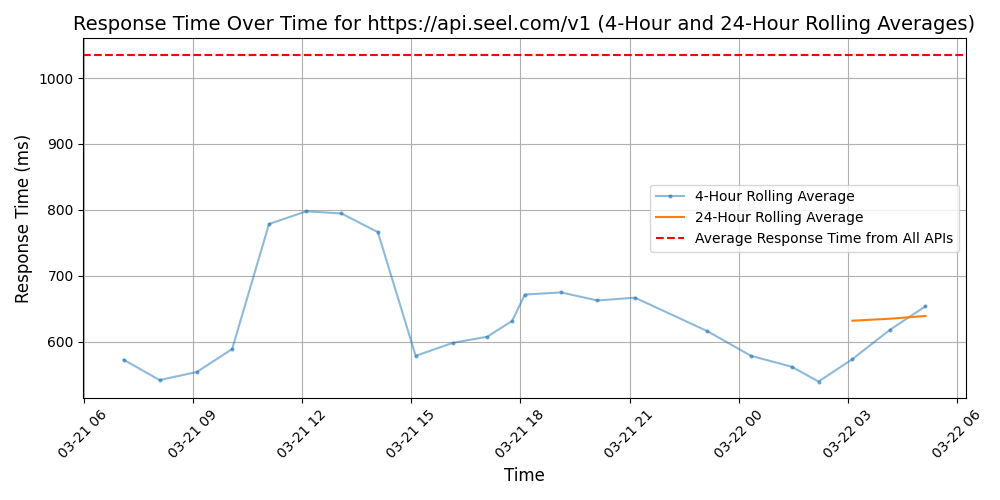 Response Time Over Time for https://api.seel.com/v1 (4-Hour and 24-Hour Rolling Averages)
Response Time (ms)
1000
900
800
700
600
4-Hour Rolling Average
24-Hour Rolling Average
Average Response Time from All APIs
03-21 06
03-21 09
03-21 12
03-21 15
03-21 18
03-21 21
03-22 00
03-22 03
03-22 06
Time